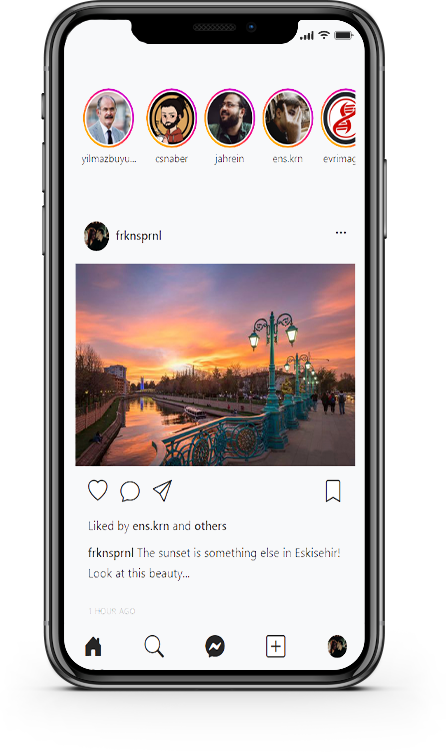 yilmazbuyu...
csnaber
jahrein
ens.krn
evrimag
frknsprnl
Liked by ens.krn and others
frknsprnl The sunset is something else in Eskisehir!
Look at this beauty...
1 HOUR AGO